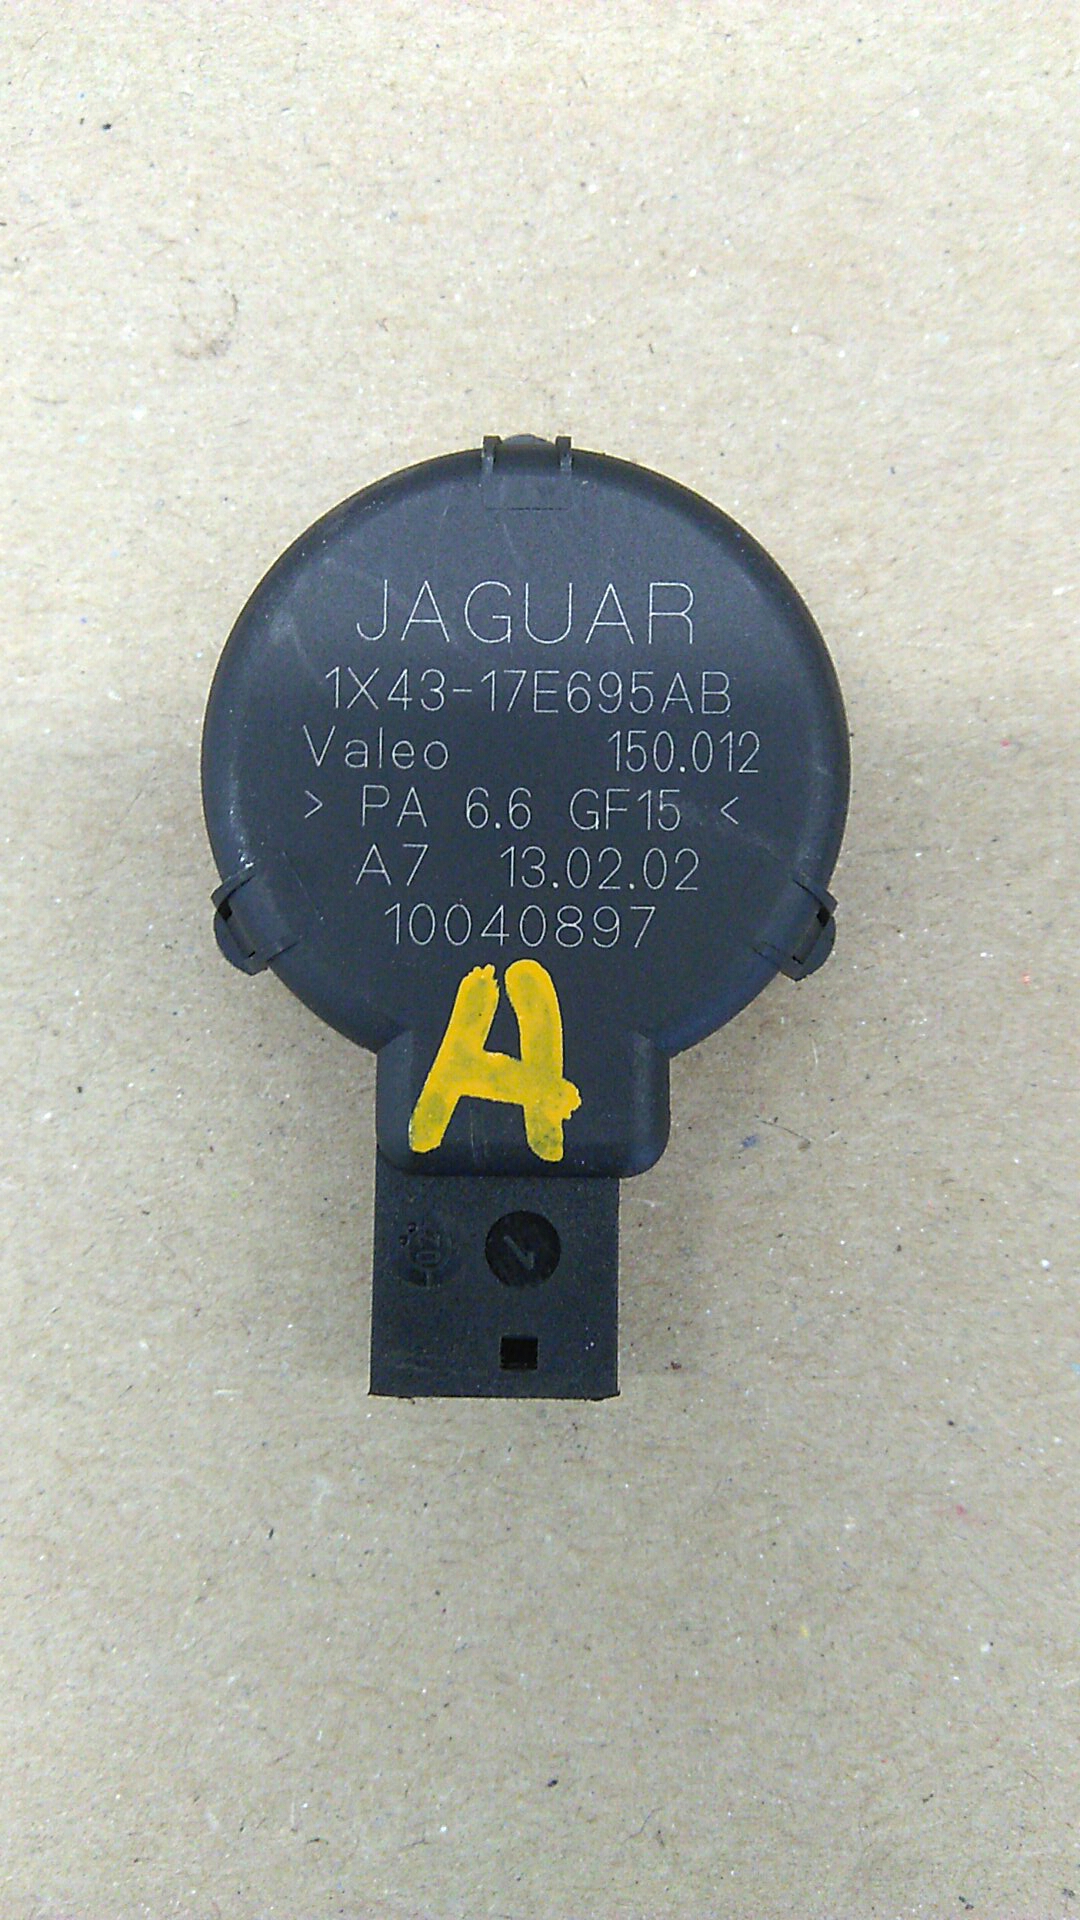 JAGUAR
1X43-17E695AB
Valeo 150.012
> PA 6.6 GF15 <
A7 13.02.02
10040897
A